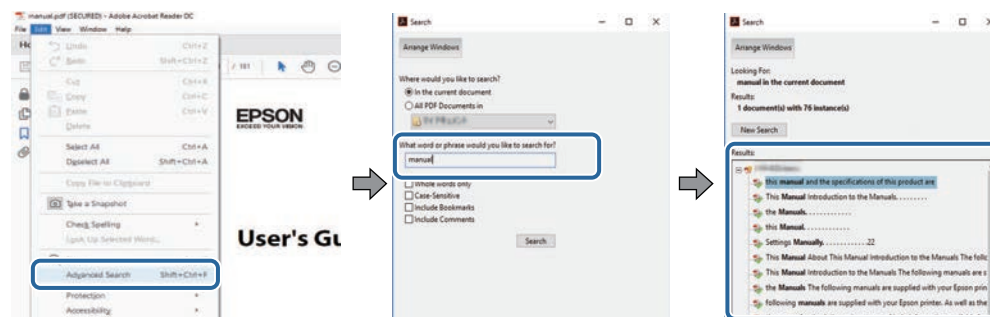 manual.pdf (SECURED) - Adobe Acrobat Reader DC
File Edit View Window Help
Undo Ctrl+Z
Redo Shift+Ctrl+Z
Cut Ctrl+X
Copy Ctrl+C
Paste Ctrl+V
Delete
Select All Ctrl+A
Deselect All Shift+Ctrl+A
Copy File to Clipboard
Take a Snapshot
Check Spelling
Look Up Selected Word...
Advanced Search Shift+Ctrl+F
Protection
Accessibility
/ 181
EPSON
EXCEED YOUR VISION
User's Gu
Search
Arrange Windows
Where would you like to search?
In the current document
All PDF Documents in
What word or phrase would you like to search for?
manual
Whole words only
Case-Sensitive
Include Bookmarks
Include Comments
Search
Search
Arrange Windows
Looking For:
manual in the current document
Results:
1 document(s) with 76 instance(s)
New Search
Results:
this manual and the specifications of this product are
This Manual Introduction to the Manuals.........
the Manuals.............
this Manual.............
Settings Manually.............22
This Manual About This Manual Introduction to the Manuals The follo
This Manual Introduction to the Manuals The following manuals are s
the Manuals The following manuals are supplied with your Epson prin
following manuals are supplied with your Epson printer. As well as the